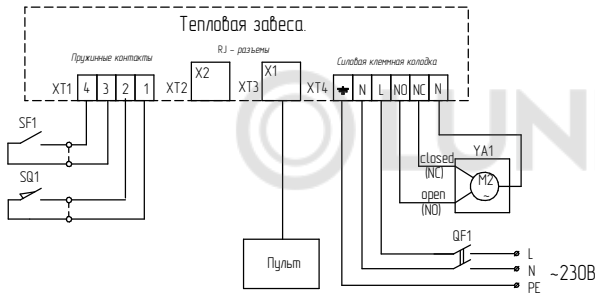 Тепловая завеса.
Пружинные контакты
RJ - разъемы
Силовая клеммная колодка
XT1 4 3 2 1 XT2 X2 XT3 X1 XT4 N L NO NC N
SF1
SQ1
OLUN
closed
(NC)
YA1
M2
~
open
(NO)
QF1
Пульт
L
N ~230В
PE